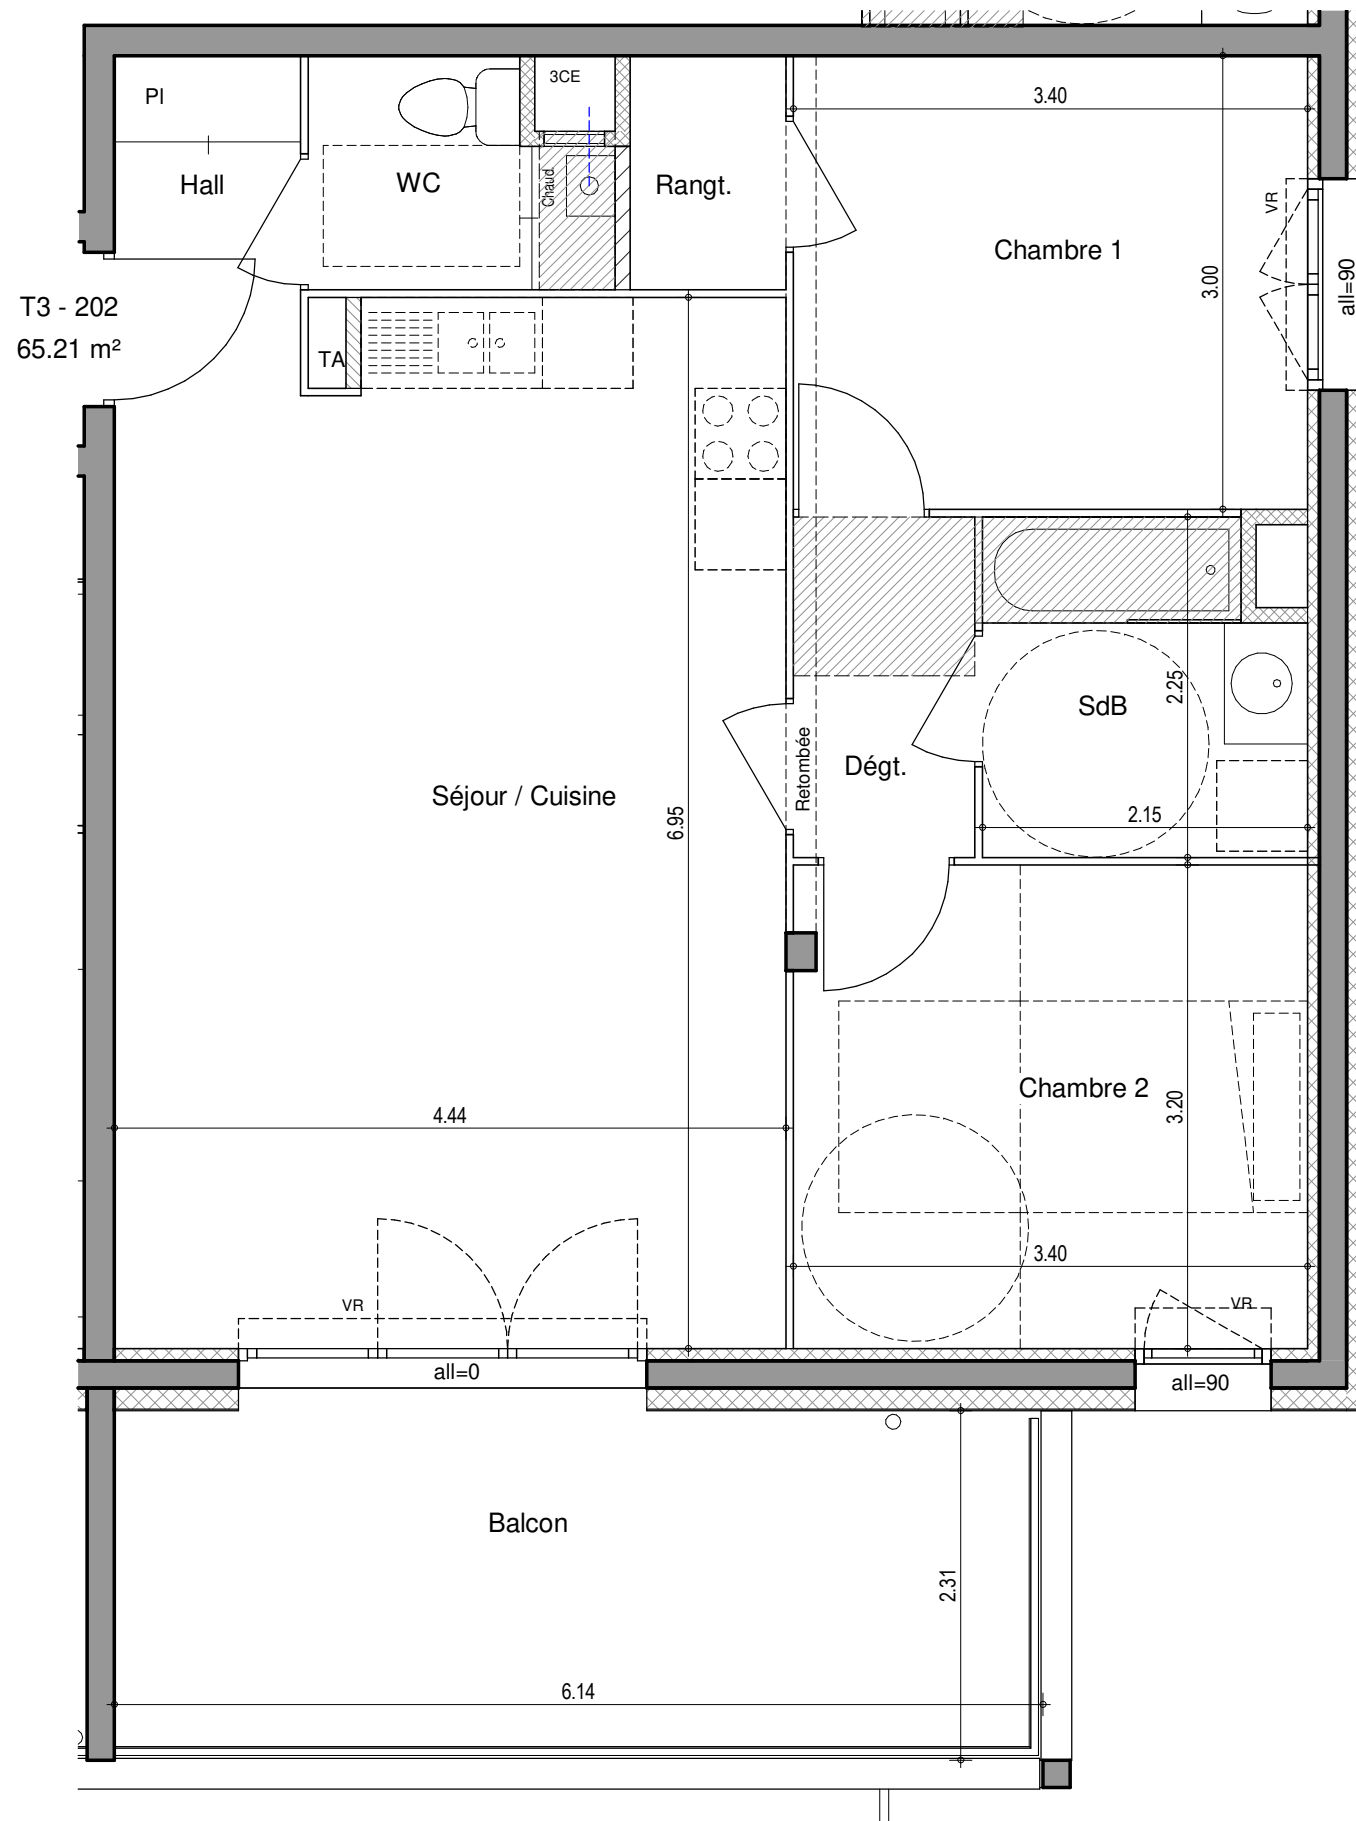 PI
3CE
3.40
Hall
WC
Chaud.
Rangt.
VR
Chambre 1
3.00
all=90
T3 - 202
65.21 m²
TA
2.25
SdB
Retombée
Dégt.
Séjour / Cuisine
6.95
2.15
Chambre 2
3.20
4.44
3.40
VR
VR
all=0
all=90
Balcon
2.31
6.14